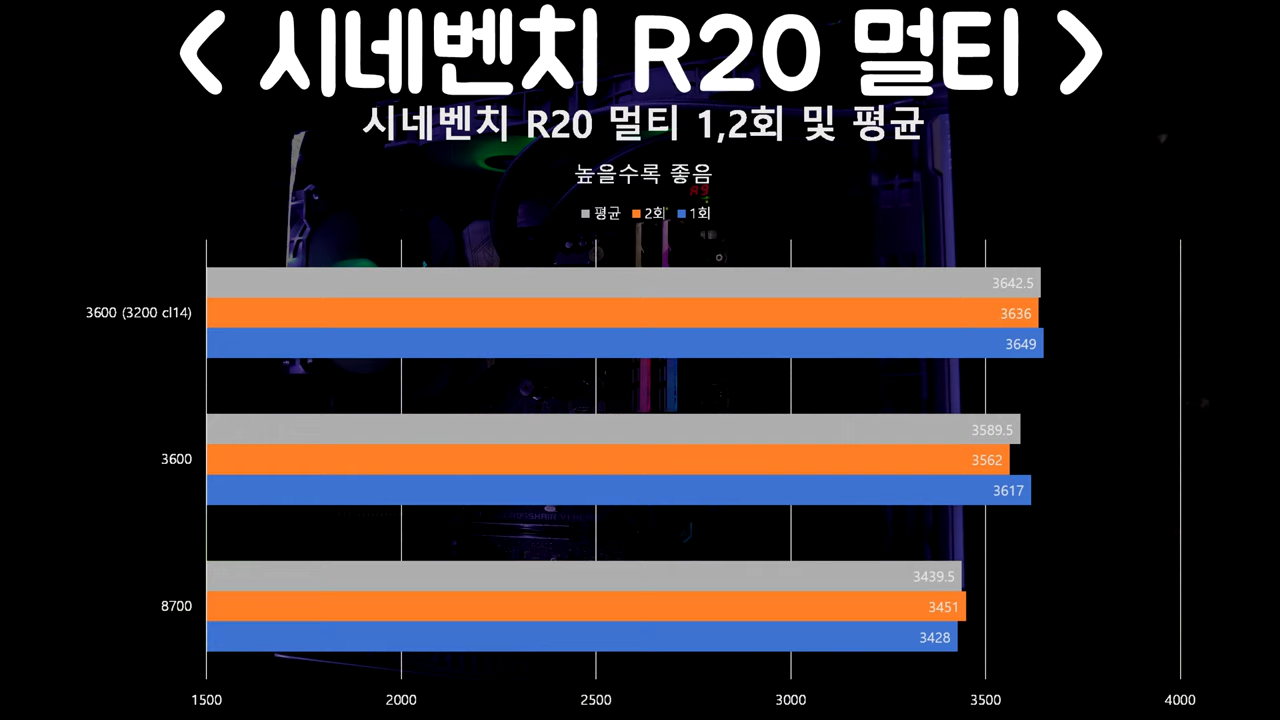 < 시네벤치 R20 멀티 >
시네벤치 R20 멀티 1,2회 및 평균
높을수록 좋음
A9
평균 2회 1회
3642.5
3600 (3200 cl14) 3636
3649
3589.5
3600 3562
3617
3439.5
8700 3451
3428
1500 2000 2500 3000 3500 4000